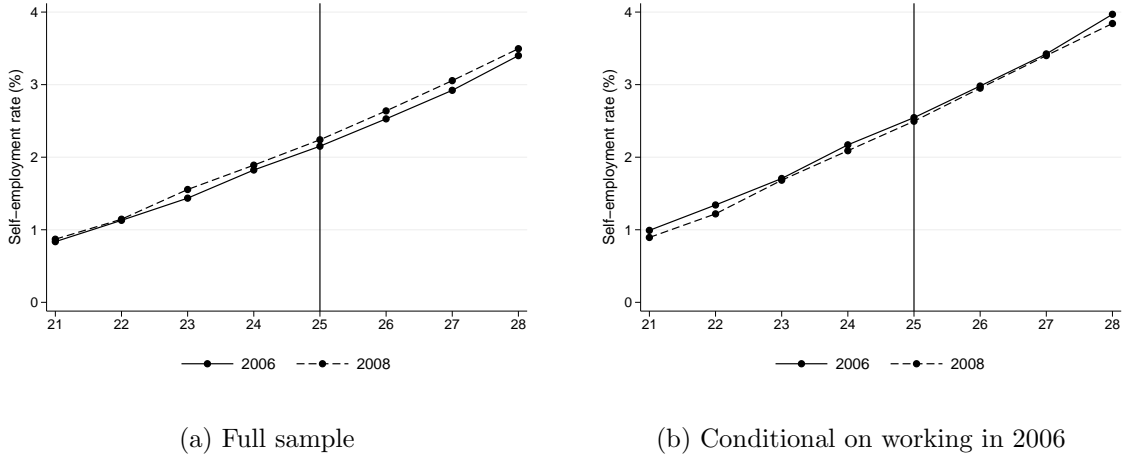 Self−employment rate (%)
4
3
2
1
0
21 22 23 24 25 26 27 28
2006 2008
(a) Full sample
Self−employment rate (%)
4
3
2
1
0
21 22 23 24 25 26 27 28
2006 2008
(b) Conditional on working in 2006